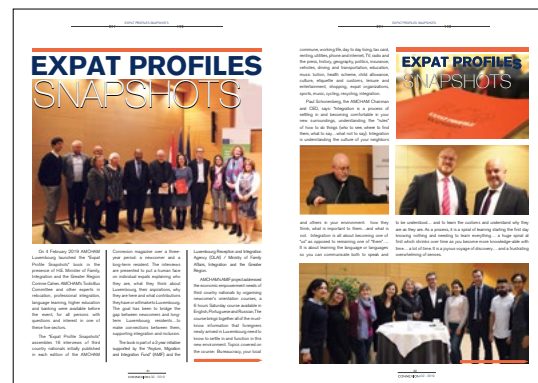 EXPAT PROFILES SNAPSHOTS
EXPAT PROFILES
SNAPSHOTS
On 4 February 2019 AMCHAM
Luxembourg launched the "Expat
Profile Snapshots" book in the
presence of HE Minister of Family,
Integration and the Greater Region
Corinne Cahen. AMCHAM's
Committee and other experts in
relocation, professional integration,
language learning, higher education
and banking were available before
the event, for all persons with
questions and interest in one of
these five sectors.
The "Expat Profile Snapshots"
assembles 16 interviews of third
country nationals initially published
in each edition of the AMCHAM
Connexion magazine over a three-
year period: a newcomer and a
long-term resident. The interviews
are presented to put a human face
on individual expats explaining who
they are, what they think about
Luxembourg, their aspirations, why
they are here and what contributions
they have or will make to Luxembourg.
The goal has been to bridge the
gap between newcomers and long-
term Luxembourg residents...to
make connections between them,
supporting integration and inclusion.
The book is part of a 3 year initiative
supported by the "Asylum, Migration
and Integration Fund" (AMIF) and the
Luxembourg Reception and Integration
Agency (OLAI) / Ministry of Family
Affairs, Integration and the Greater
Region.
AMCHAM's AMIF project addressed
the economic empowerment needs of
third country nationals by organising
newcomer's orientation courses, a
6 hours Saturday course available in
English, Portuguese and Russian. The
course brings together all of the must-
know information that foreigners
newly arrived in Luxembourg need to
know to settle in and function in this
new environment. Topics covered on
the course: Bureaucracy, your local
EXPAT PROFILES SNAPSHOTS
commune, working life, day to day living, tax card,
renting, utilities, phone and internet, TV, radio and
the press, history, geography, politics, insurance,
vehicles, driving and transportation, education,
music tuition, health scheme, child allowance,
culture, etiquette and customs, leisure and
entertainment, shopping, expat organizations,
sports, music, cycling, recycling, integration.
Paul Schonenberg, the AMCHAM Chairman
and CEO, says: "Integration is a process of
settling in and becoming comfortable in your
new surroundings, understanding the "rules"
of how to do things (who to see, where to find
them, what to say... what not to say). Integration
is understanding the culture of your neighbors
EXPAT PROFILES
SNAPSHOTS
and others in your environment: how they
think, what is important to them...and what is
not. Integration is all about becoming one of
"us" as opposed to remaining one of "them"....
It is about learning the language or languages
so you can communicate both to speak and
to be understood ... and to learn the customs and understand why they
are as they are. As a process, it is a spiral of learning starting the first day
knowing nothing and needing to learn everything ... a huge spiral at
first which shrinks over time as you become more knowledgeable with
time ... a lot of time. It is a joyous voyage of discovery... and a frustrating
overwhelming of senses.